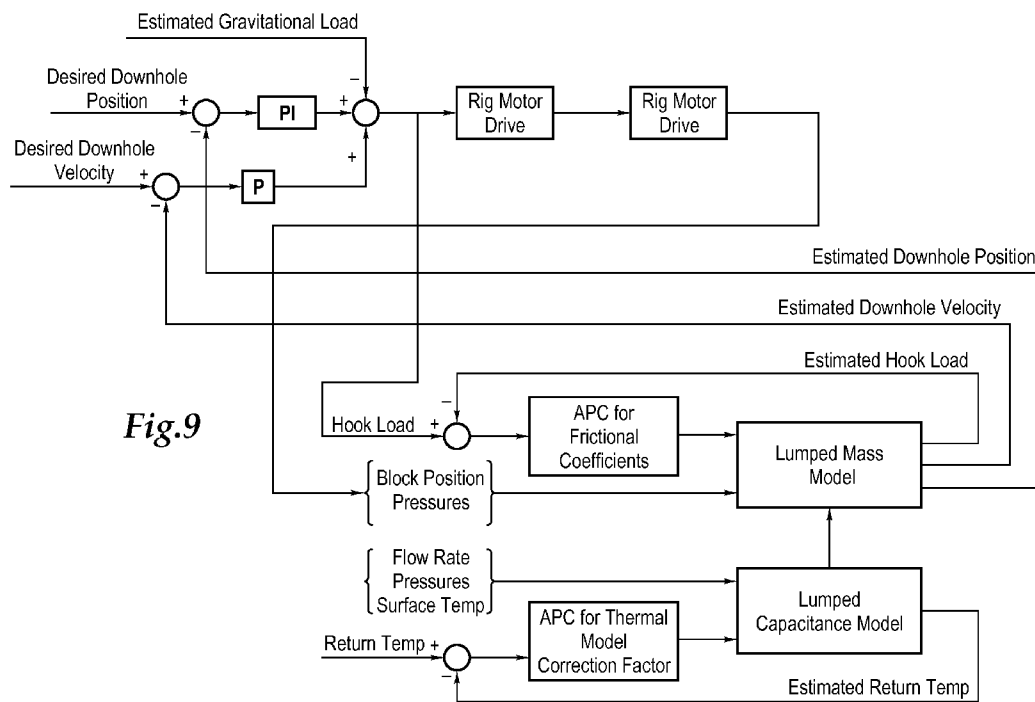 Estimated Gravitational Load
–
Desired Downhole
Position
+
–
PI
+
+
Rig Motor
Drive
Rig Motor
Drive
Desired Downhole
Velocity
+
–
P
Estimated Downhole Position
Estimated Downhole Velocity
Estimated Hook Load
Fig.9
Hook Load
+
–
APC for
Frictional
Coefficients
Lumped Mass
Model
Block Position
Pressures
Flow Rate
Pressures
Surface Temp
Lumped
Capacitance Model
APC for Thermal
Model
Correction Factor
Return Temp
+
–
Estimated Return Temp